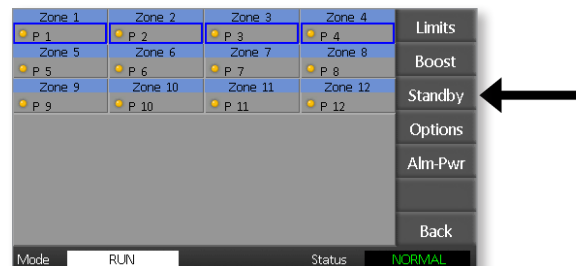 Zone 1 Zone 2 Zone 3 Zone 4 Limits
P 1 P 2 P 3 P 4
Zone 5 Zone 6 Zone 7 Zone 8 Boost
P 5 P 6 P 7 P 8
Zone 9 Zone 10 Zone 11 Zone 12 Standby
P 9 P 10 P 11 P 12
Options
Alm-Pwr
Back
Mode RUN Status NORMAL